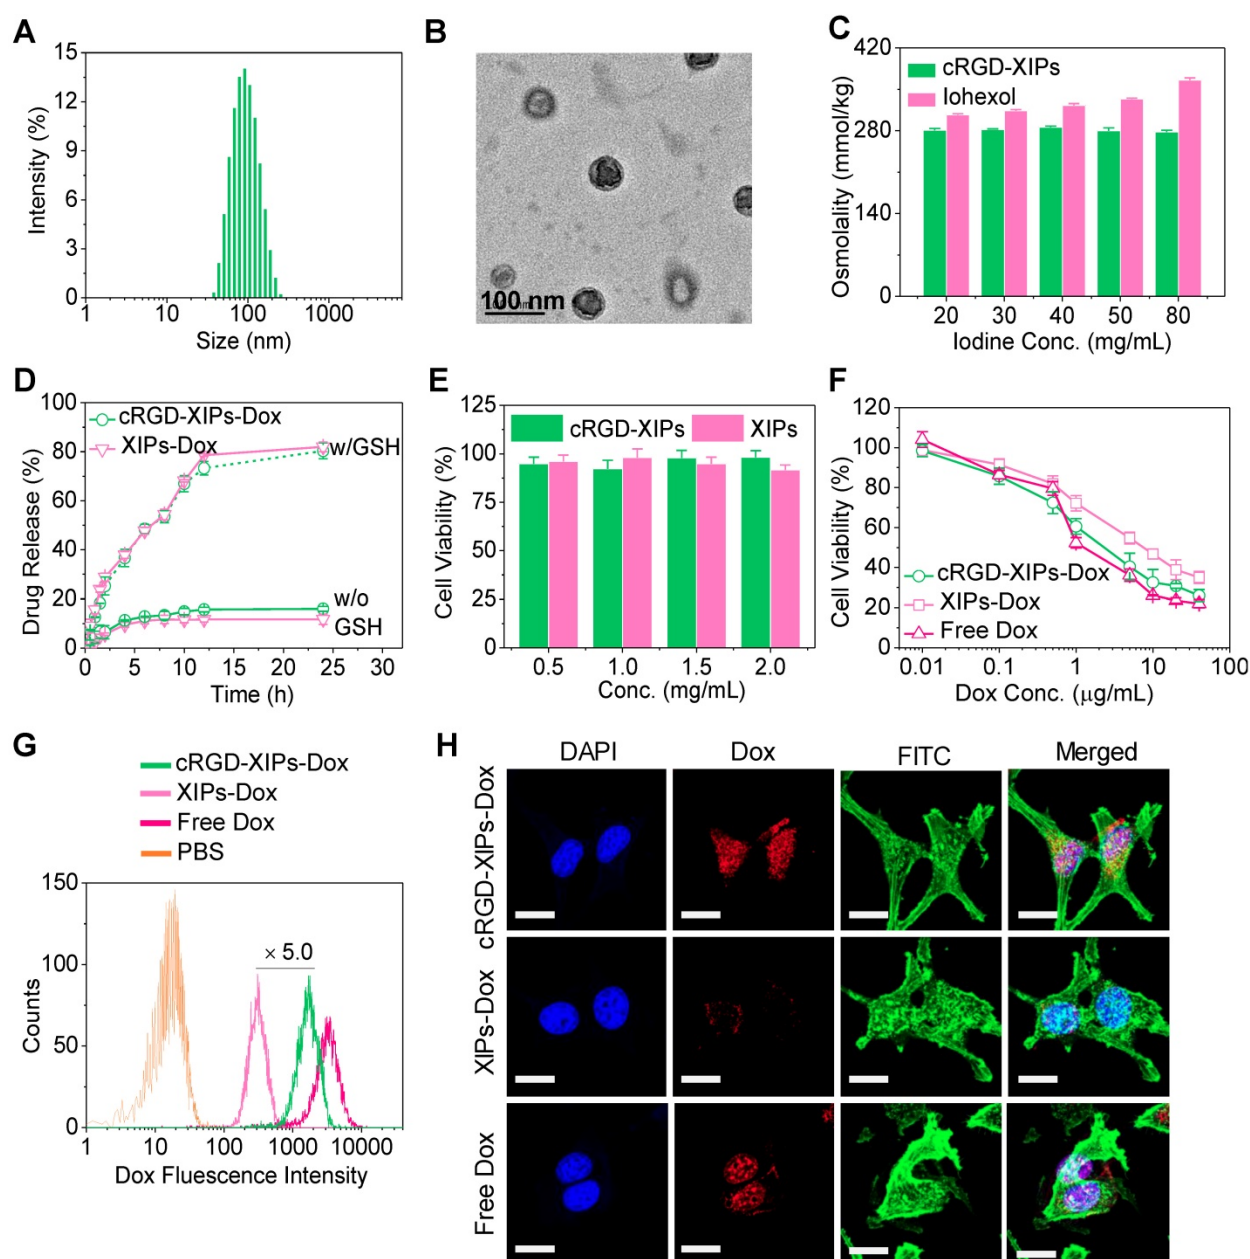 A
Intensity (%)
15
12
9
6
3
0
1
10
100
1000
Size (nm)
B
100 nm
C
Osmolality (mmol/kg)
420
280
140
0
cRGD-XIPs
Iohexol
20
30
40
50
80
Iodine Conc. (mg/mL)
D
Drug Release (%)
100
80
60
40
20
0
cRGD-XIPs-Dox
XIPs-Dox
w/GSH
w/o
GSH
0
5
10
15
20
25
30
Time (h)
E
Cell Viability (%)
125
100
75
50
25
0
cRGD-XIPs
XIPs
0.5
1.0
1.5
2.0
Conc. (mg/mL)
F
Cell Viability (%)
120
100
80
60
40
20
0
cRGD-XIPs-Dox
XIPs-Dox
Free Dox
0.01
0.1
1
10
100
Dox Conc. (μg/mL)
G
cRGD-XIPs-Dox
XIPs-Dox
Free Dox
PBS
Counts
150
100
50
0
× 5.0
1
10
100
1000
10000
Dox Fluescence Intensity
H
DAPI
Dox
FITC
Merged
cRGD-XIPs-Dox
XIPs-Dox
Free Dox